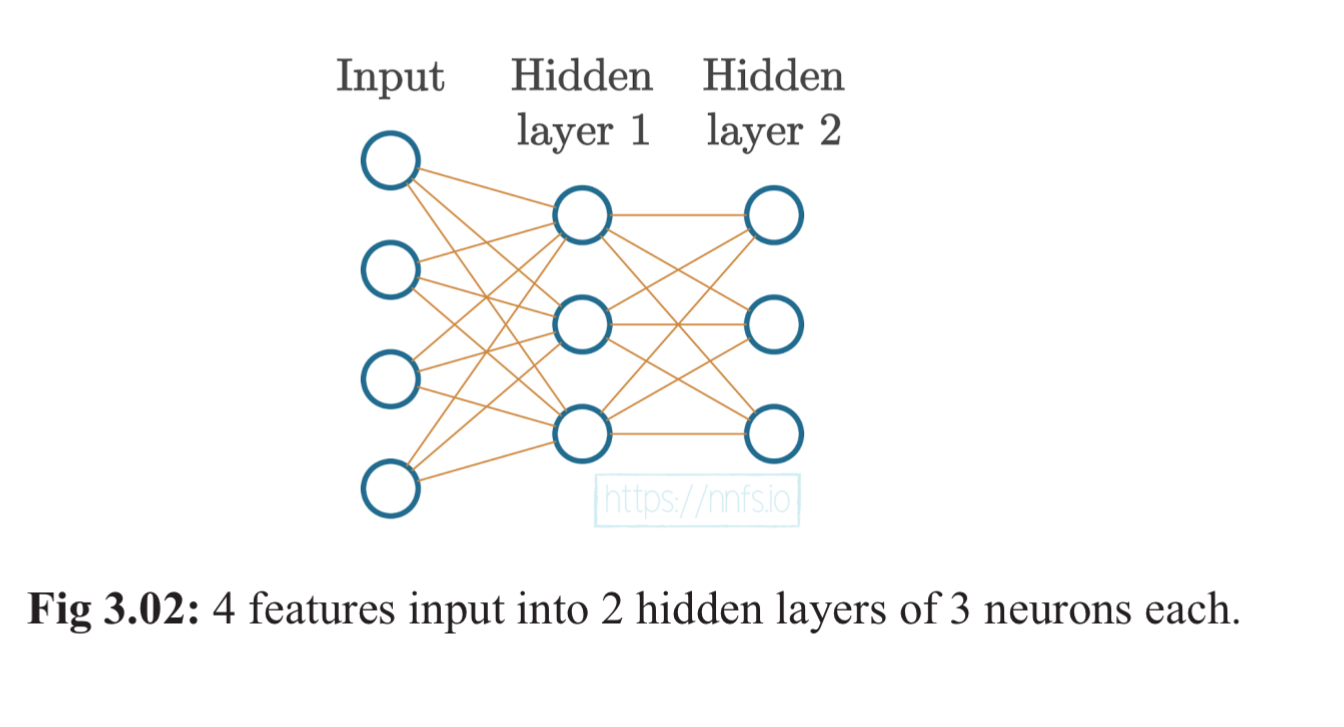 Input
Hidden
layer 1
Hidden
layer 2
https://nnfs.io
Fig 3.02: 4 features input into 2 hidden layers of 3 neurons each.